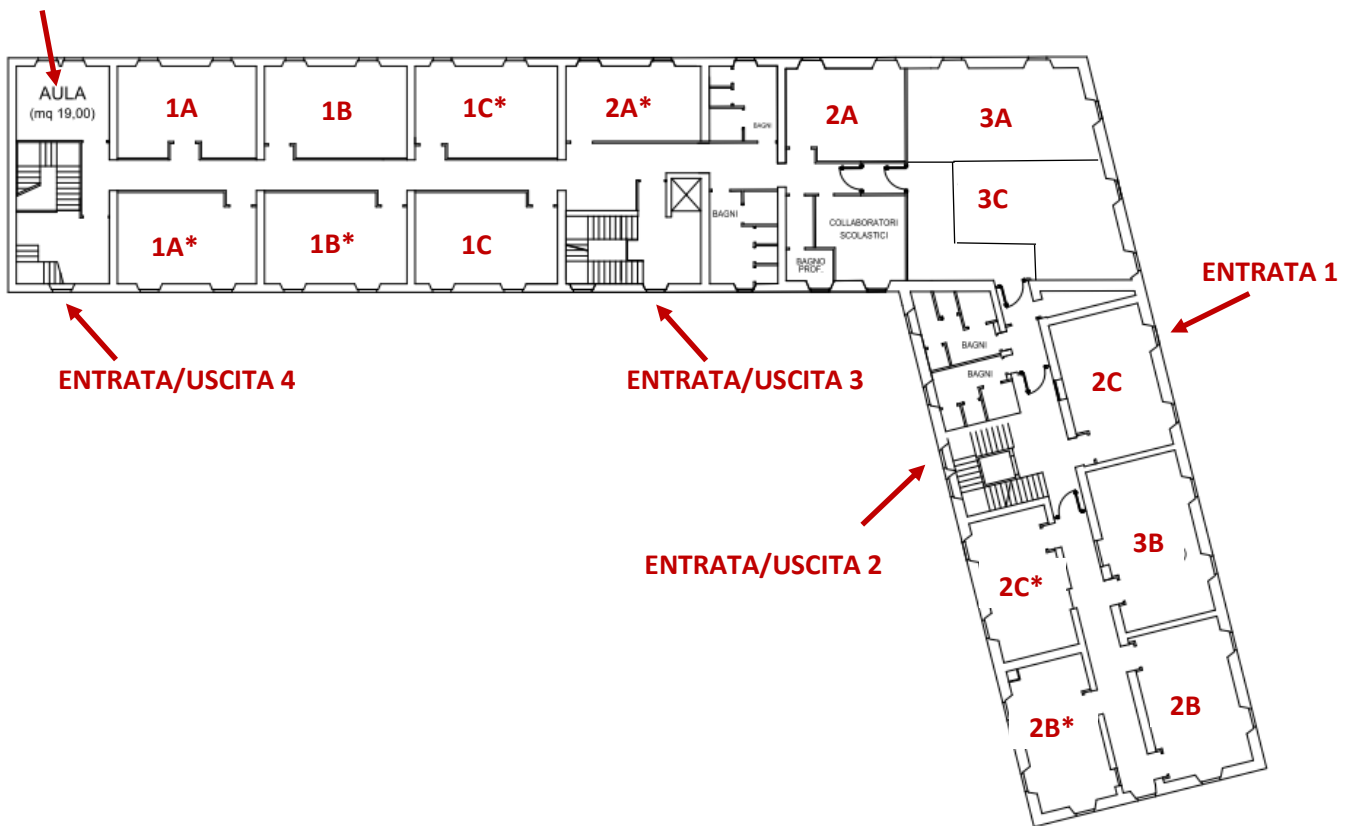 AULA
(mq 19,00)
1A
1B
1C*
2A*
BAGNI
2A
3A
3C
1A*
1B*
1C
BAGNI
COLLABORATORI
SCOLASTICI
BAGNO
PROF.
ENTRATA 1
ENTRATA/USCITA 4
ENTRATA/USCITA 3
BAGNI
BAGNI
2C
ENTRATA/USCITA 2
3B
2C*
2B*
2B